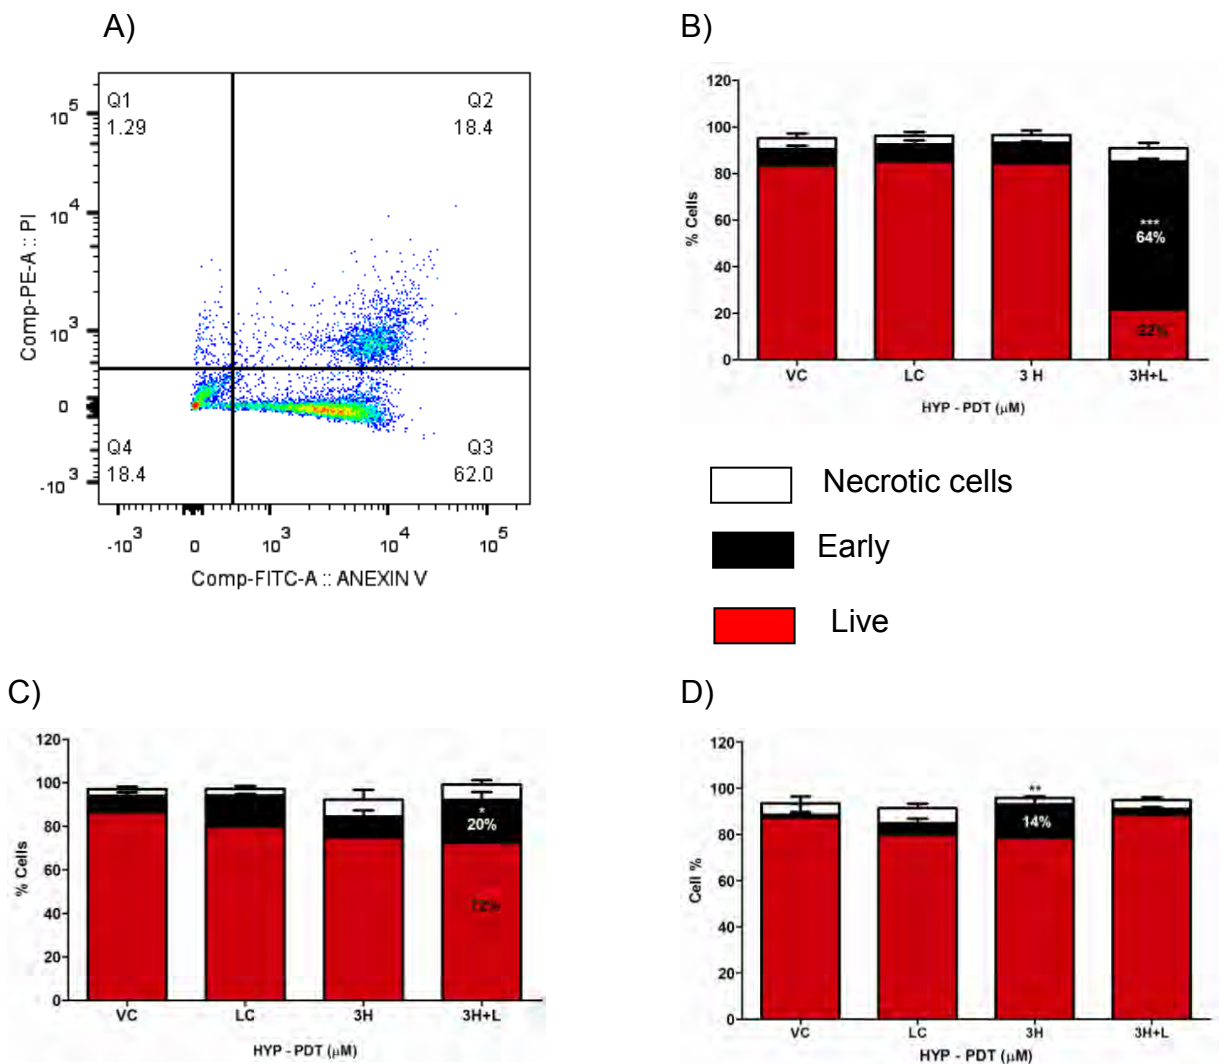 A)
Q1
1.29
Q2
18.4
Q4
18.4
Q3
62.0
10^5
10^4
10^3
0
-10^3
Comp-PE-A :: PI
-10^3
0
10^3
10^4
10^5
Comp-FITC-A :: ANEXIN V
B)
120
100
80
60
40
20
0
% Cells
***
64%
22%
VC
LC
3 H
3H+L
HYP - PDT (μM)
Necrotic cells
Early
Live
C)
120
100
80
60
40
20
0
% Cells
*
20%
72%
VC
LC
3H
3H+L
HYP - PDT (μM)
D)
120
100
80
60
40
20
0
Cell %
**
14%
VC
LC
3H
3H+L
HYP - PDT (μM)